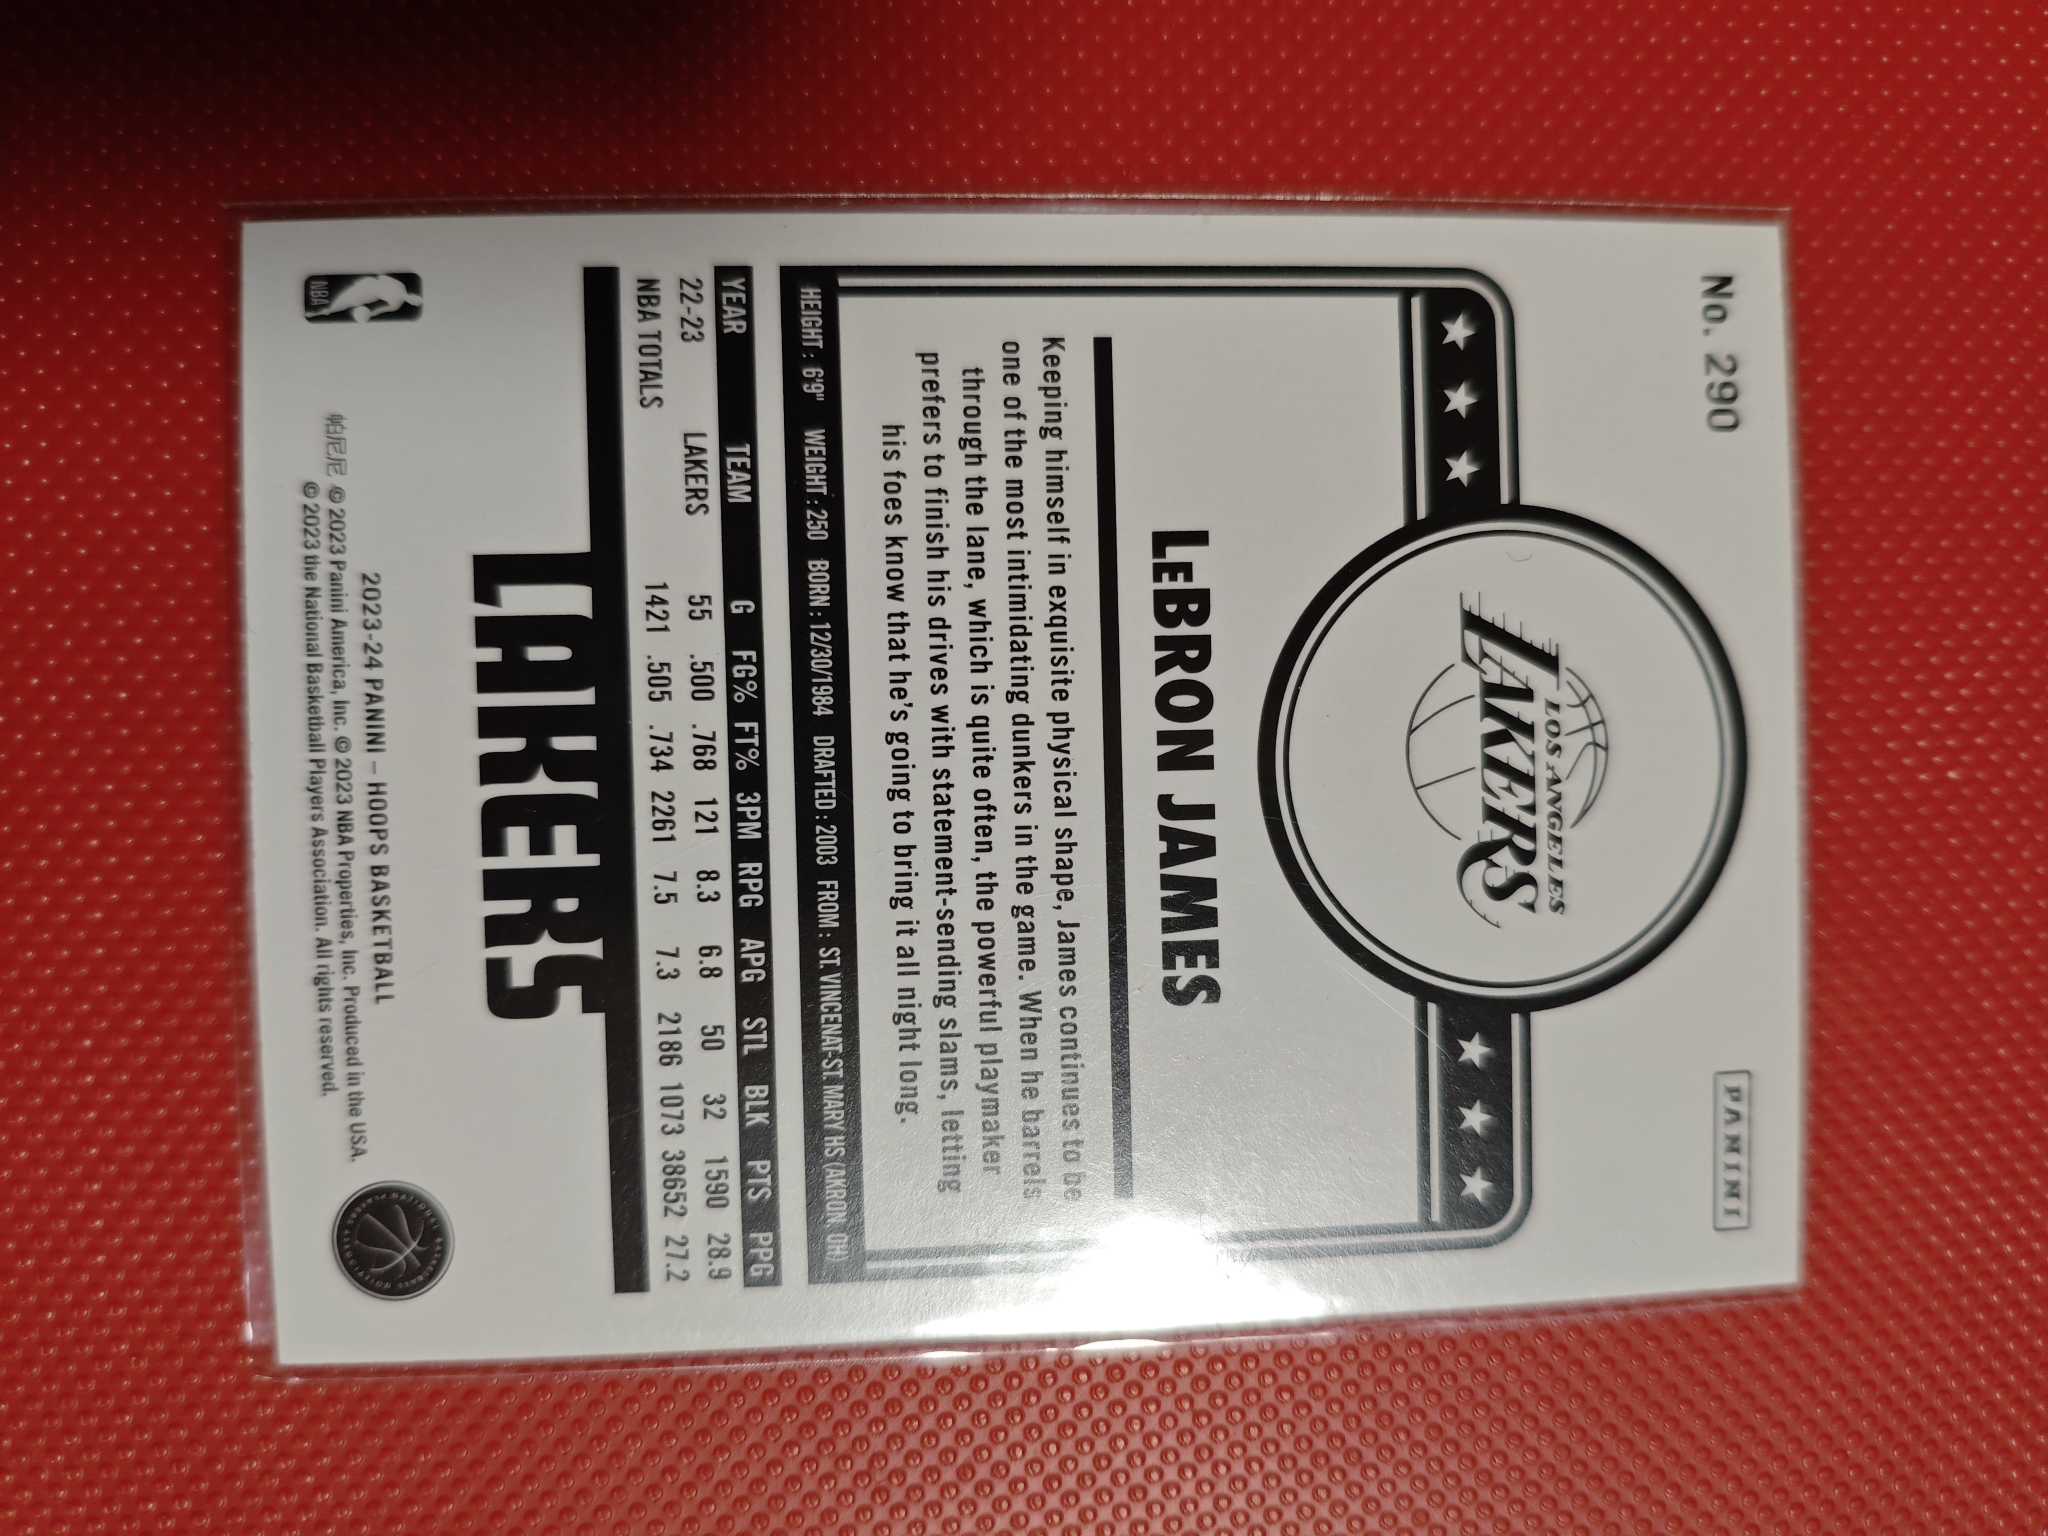 No. 290
PANINI
LOS ANGELES
LAKERS
LEBRON JAMES
Keeping himself in exquisite physical shape, James continues to be
one of the most intimidating dunkers in the game. When he barrels
through the lane, which is quite often, the powerful playmaker
prefers to finish his drives with statement-sending slams, letting
his foes know that he's going to bring it all night long.
HEIGHT: 6'9" WEIGHT: 250 BORN: 12/30/1984 DRAFTED: 2003 FROM: ST. VINCENAT-ST. MARY HS (AKRON, OH)
YEAR TEAM G FG% FT% 3PM RPG APG STL BLK PTS PPG
22-23 LAKERS 55 .500 .768 121 8.3 6.8 50 32 1590 28.9
NBA TOTALS 1421 .505 .734 2261 7.5 7.3 2186 1073 38652 27.2
LAKERS
2023-24 PANINI – HOOPS BASKETBALL
帕尼尼 © 2023 Panini America, Inc. © 2023 NBA Properties, Inc. Produced in the USA.
© 2023 the National Basketball Players Association. All rights reserved.
NBA